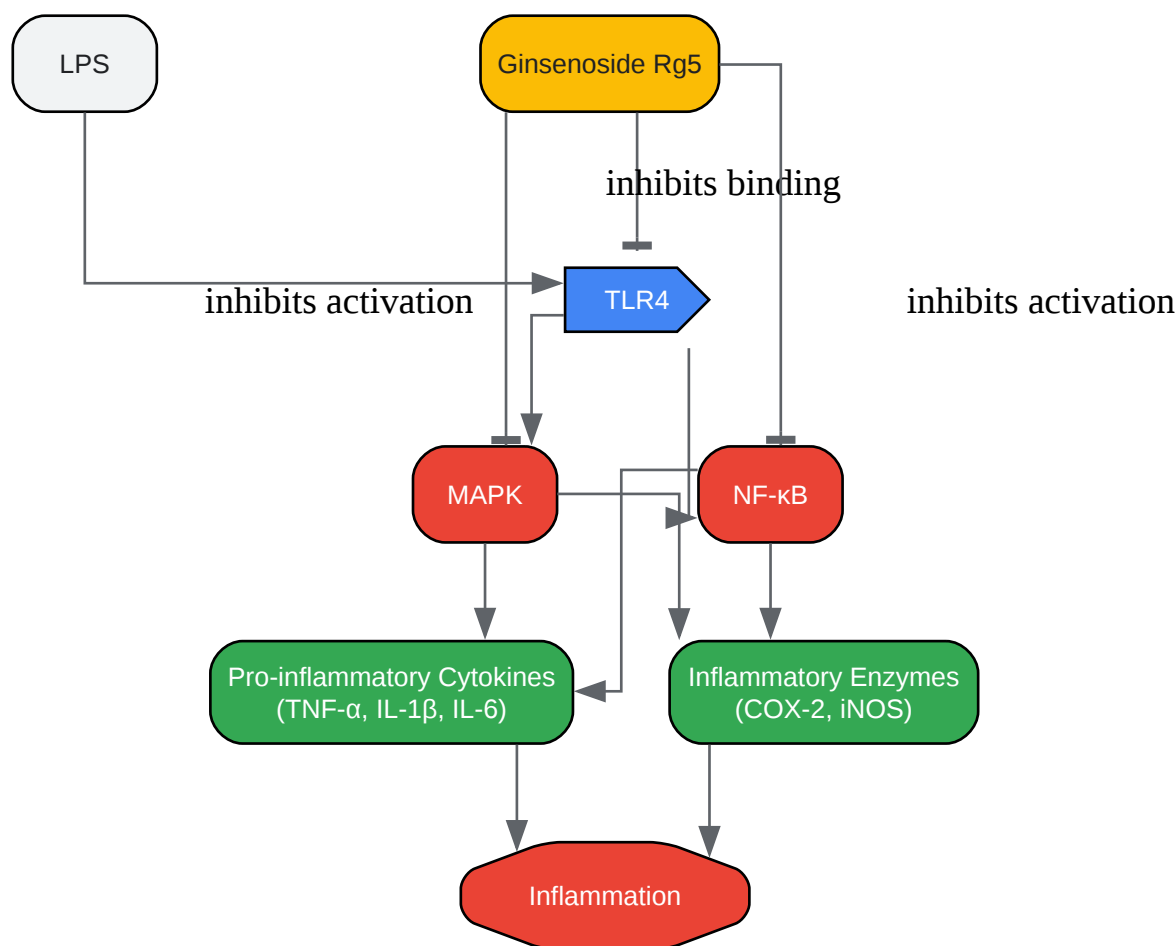 LPS
Ginsenoside Rg5
inhibits binding
inhibits activation
TLR4
inhibits activation
MAPK
NF-κB
Pro-inflammatory Cytokines
(TNF-α, IL-1β, IL-6)
Inflammatory Enzymes
(COX-2, iNOS)
Inflammation